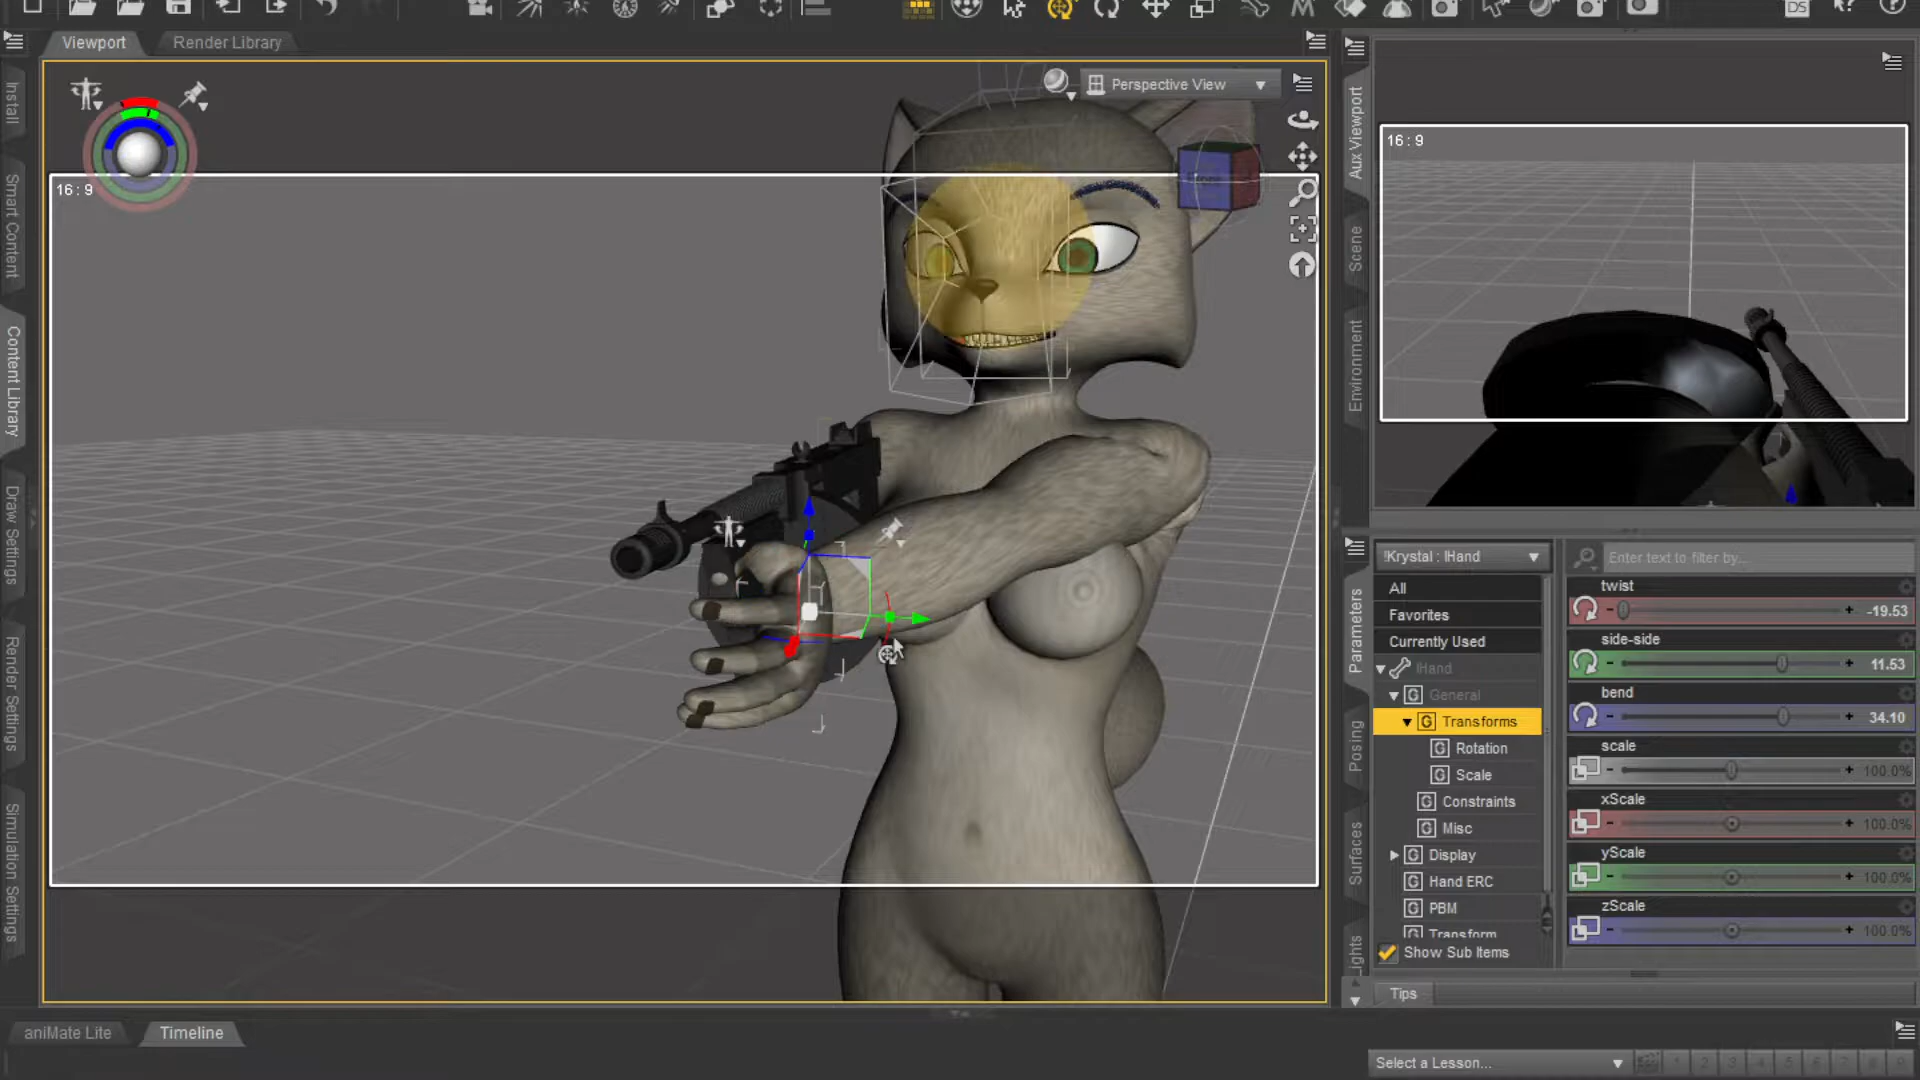 DS
Viewport
Render Library
Perspective View
16 : 9
16 : 9
Install
Smart Content
Content Library
Draw Settings
Render Settings
Simulation Settings
Aux Viewport
Scene
Environment
Parameters
Posing
Surfaces
Lights
!Krystal : lHand
Enter text to filter by...
All
Favorites
Currently Used
lHand
General
Transforms
Rotation
Scale
Constraints
Misc
Display
Hand ERC
PBM
Transform
Show Sub Items
twist
-19.53
side-side
11.53
bend
34.10
scale
100.0%
xScale
100.0%
yScale
100.0%
zScale
100.0%
Tips
aniMate Lite
Timeline
Select a Lesson...